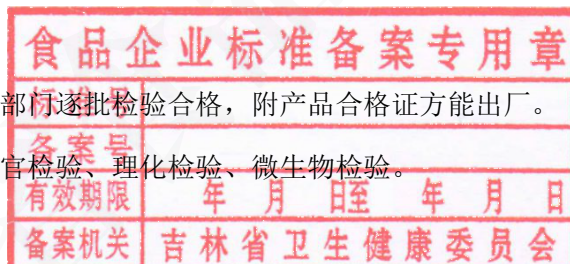 食品企业标准备案专用章
标准号
部门逐批检验合格，附产品合格证方能出厂。
备案号
官检验、理化检验、微生物检验。
有效期限 年 月 日至 年 月 日
备案机关 吉林省卫生健康委员会